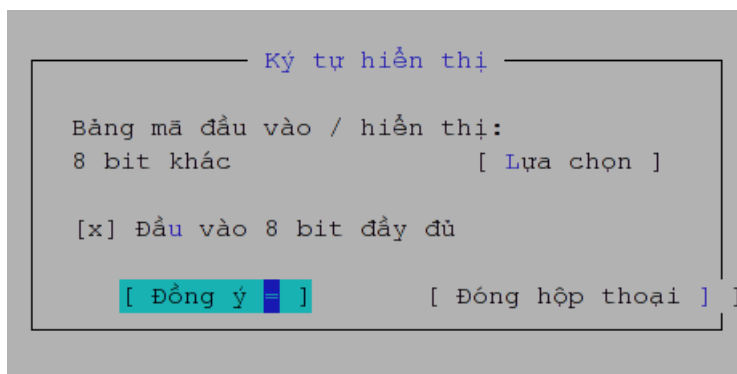 Ký tự hiển thị
Bảng mã đầu vào / hiển thị:
8 bit khác [ Lựa chọn ]
[x] Đầu vào 8 bit đầy đủ
[ Đồng ý = ] [ Đóng hộp thoại ] ]